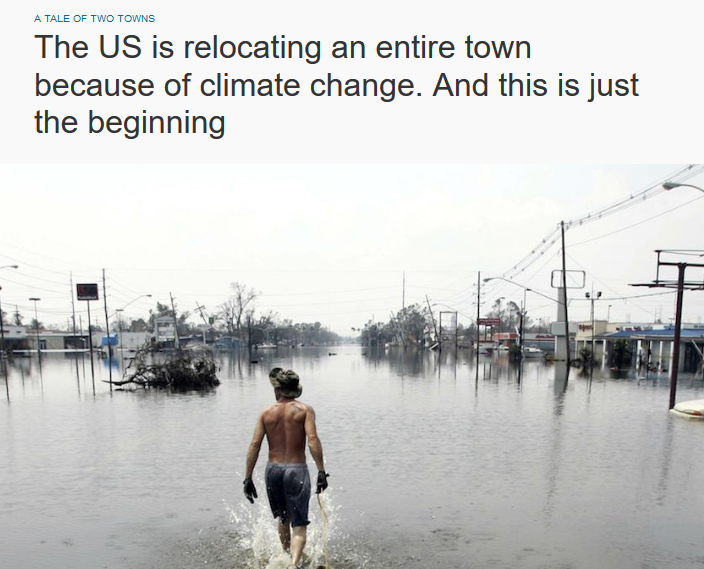 A TALE OF TWO TOWNS
The US is relocating an entire town
because of climate change. And this is just
the beginning